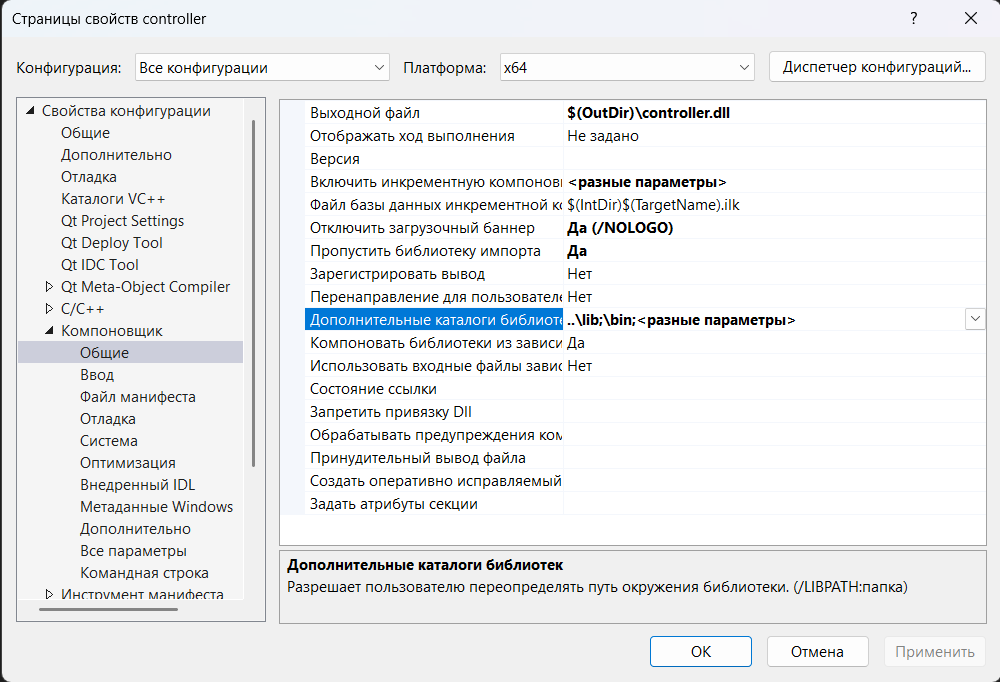 Страницы свойств controller
?
Конфигурация: Все конфигурации Платформа: x64 Диспетчер конфигураций...
Свойства конфигурации
Общие
Дополнительно
Отладка
Каталоги VC++
Qt Project Settings
Qt Deploy Tool
Qt IDC Tool
Qt Meta-Object Compiler
C/C++
Компоновщик
Общие
Ввод
Файл манифеста
Отладка
Система
Оптимизация
Внедренный IDL
Метаданные Windows
Дополнительно
Все параметры
Командная строка
Инструмент манифеста
Выходной файл $(OutDir)\controller.dll
Отображать ход выполнения Не задано
Версия
Включить инкрементную компонов <разные параметры>
Файл базы данных инкрементной ко $(IntDir)$(TargetName).ilk
Отключить загрузочный баннер Да (/NOLOGO)
Пропустить библиотеку импорта Да
Зарегистрировать вывод Нет
Перенаправление для пользователе Нет
Дополнительные каталоги библиоте ..\lib;\bin;<разные параметры>
Компоновать библиотеки из зависи Да
Использовать входные файлы завис Нет
Состояние ссылки
Запретить привязку Dll
Обрабатывать предупреждения ком
Принудительный вывод файла
Создать оперативно исправляемый
Задать атрибуты секции
Дополнительные каталоги библиотек
Разрешает пользователю переопределять путь окружения библиотеки. (/LIBPATH:папка)
ОК Отмена Применить